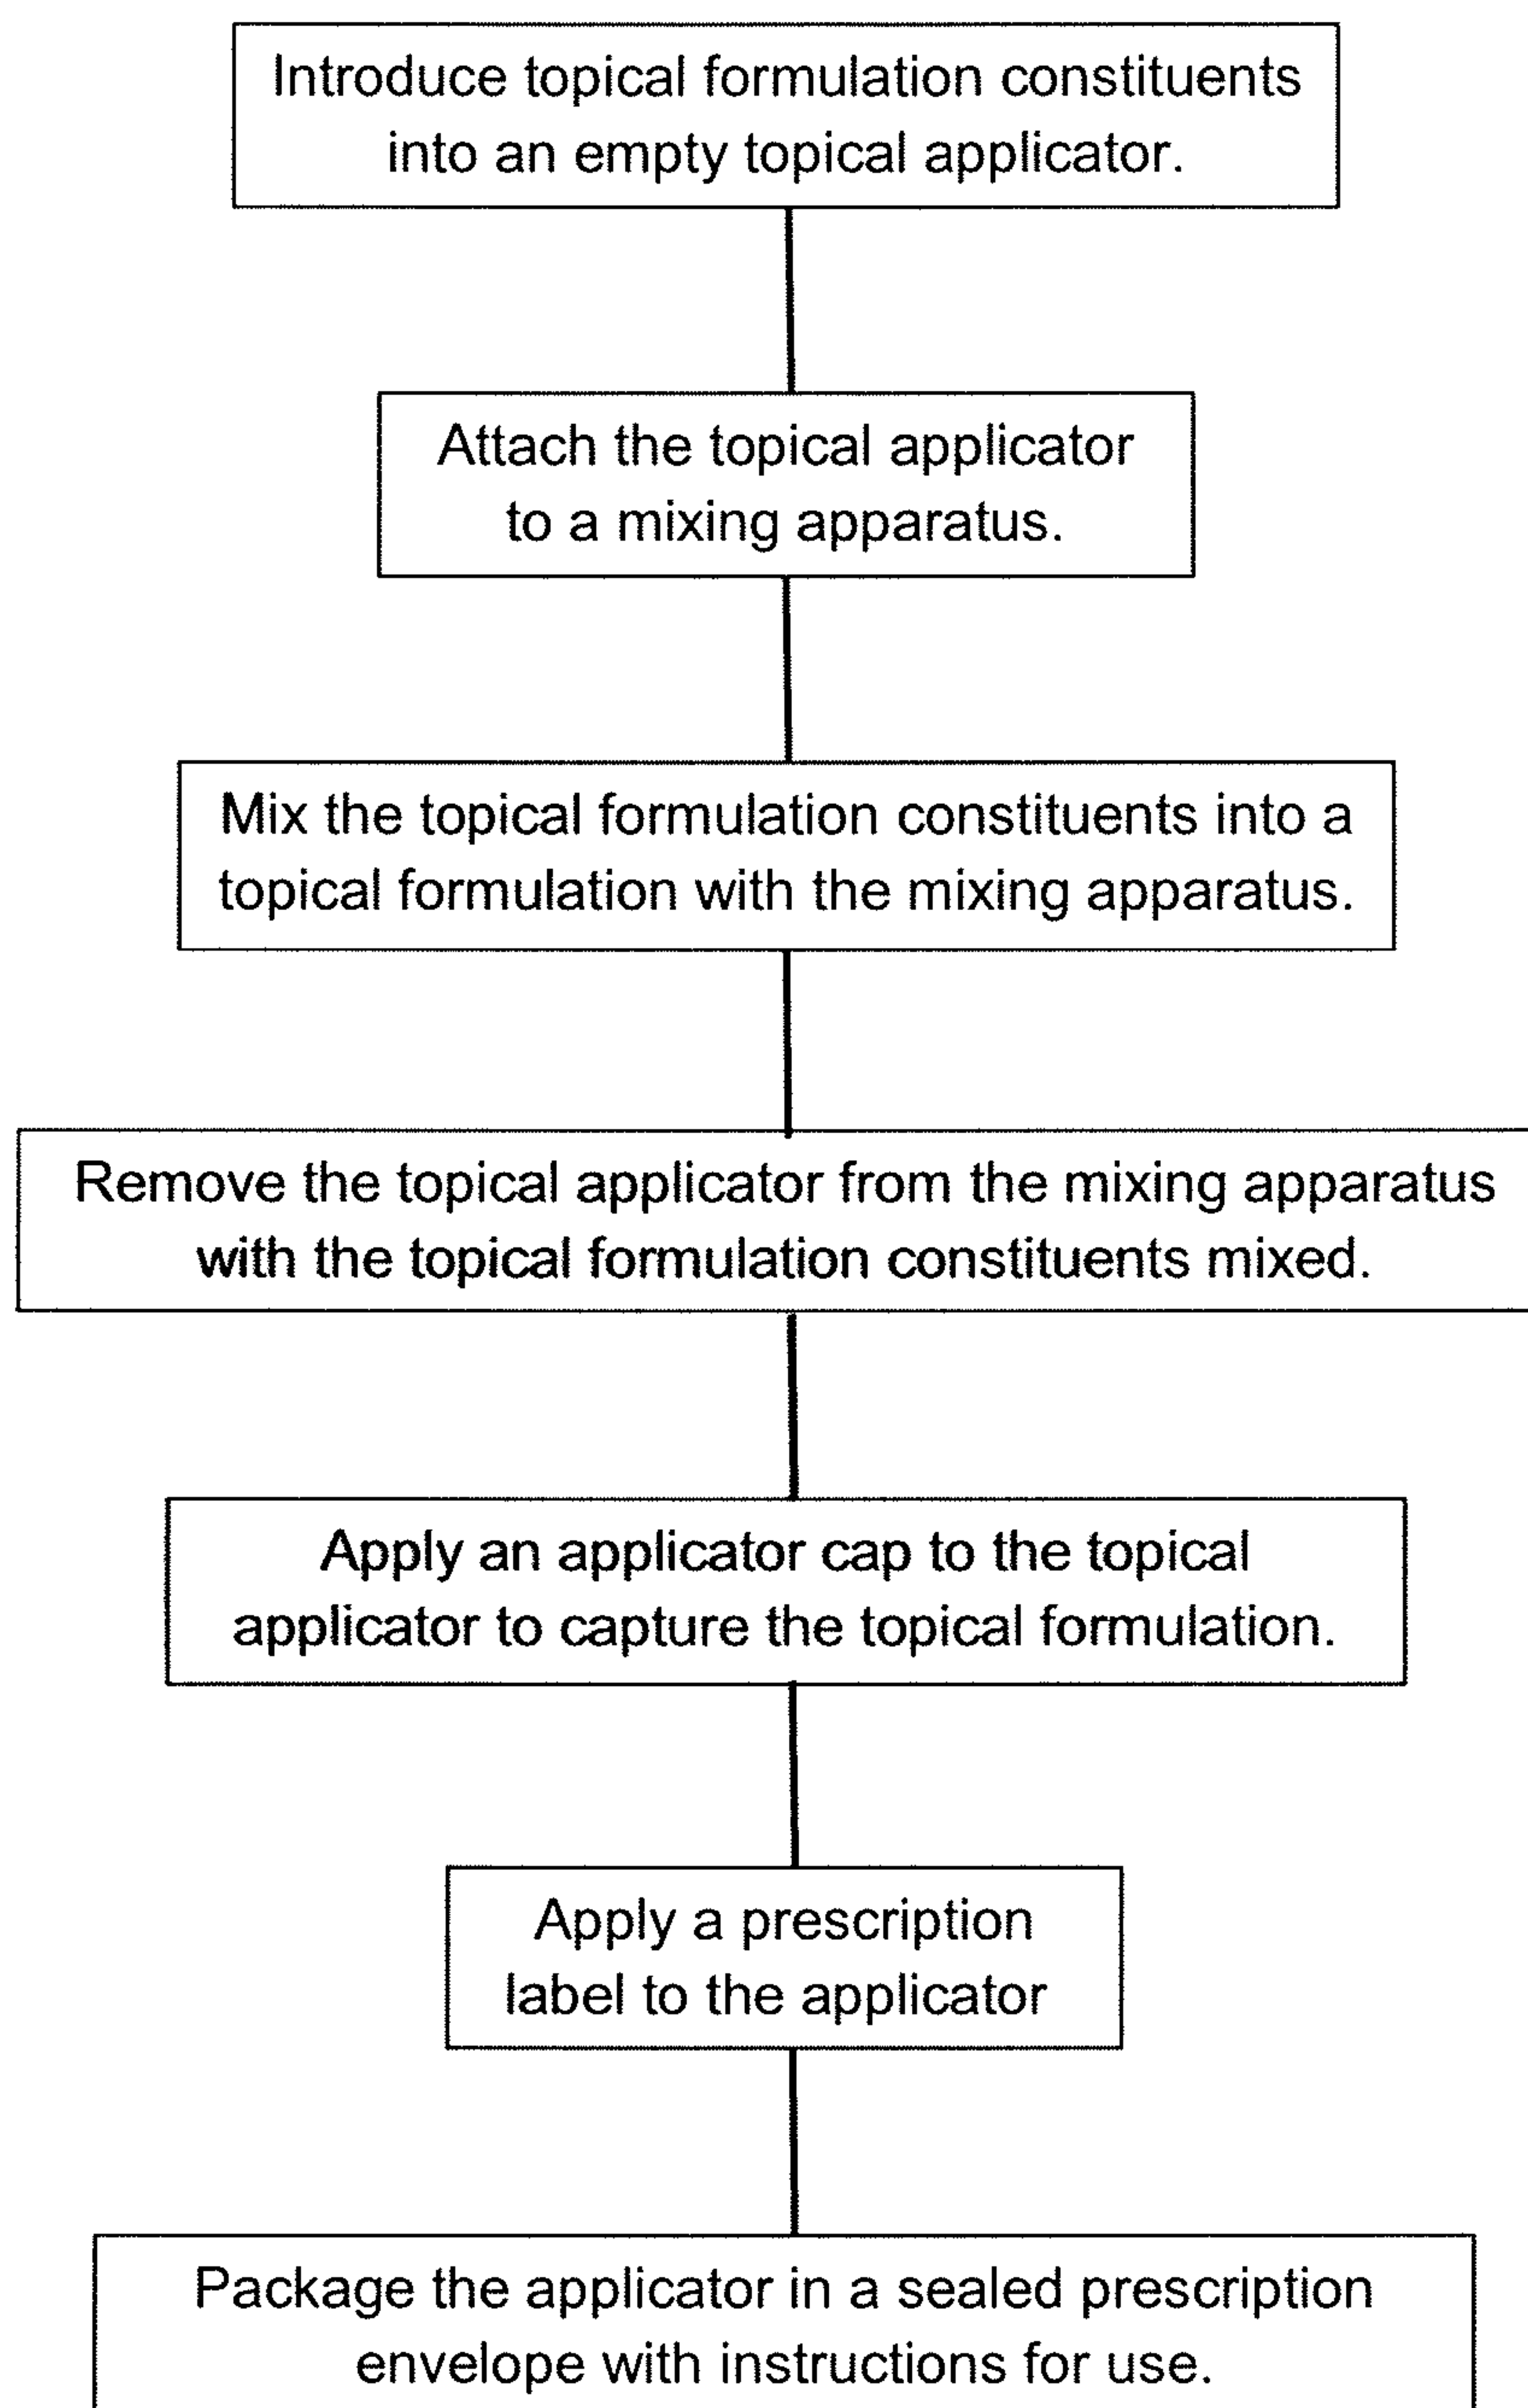 Introduce topical formulation constituents
into an empty topical applicator.
Attach the topical applicator
to a mixing apparatus.
Mix the topical formulation constituents into a
topical formulation with the mixing apparatus.
Remove the topical applicator from the mixing apparatus
with the topical formulation constituents mixed.
Apply an applicator cap to the topical
applicator to capture the topical formulation.
Apply a prescription
label to the applicator
Package the applicator in a sealed prescription
envelope with instructions for use.